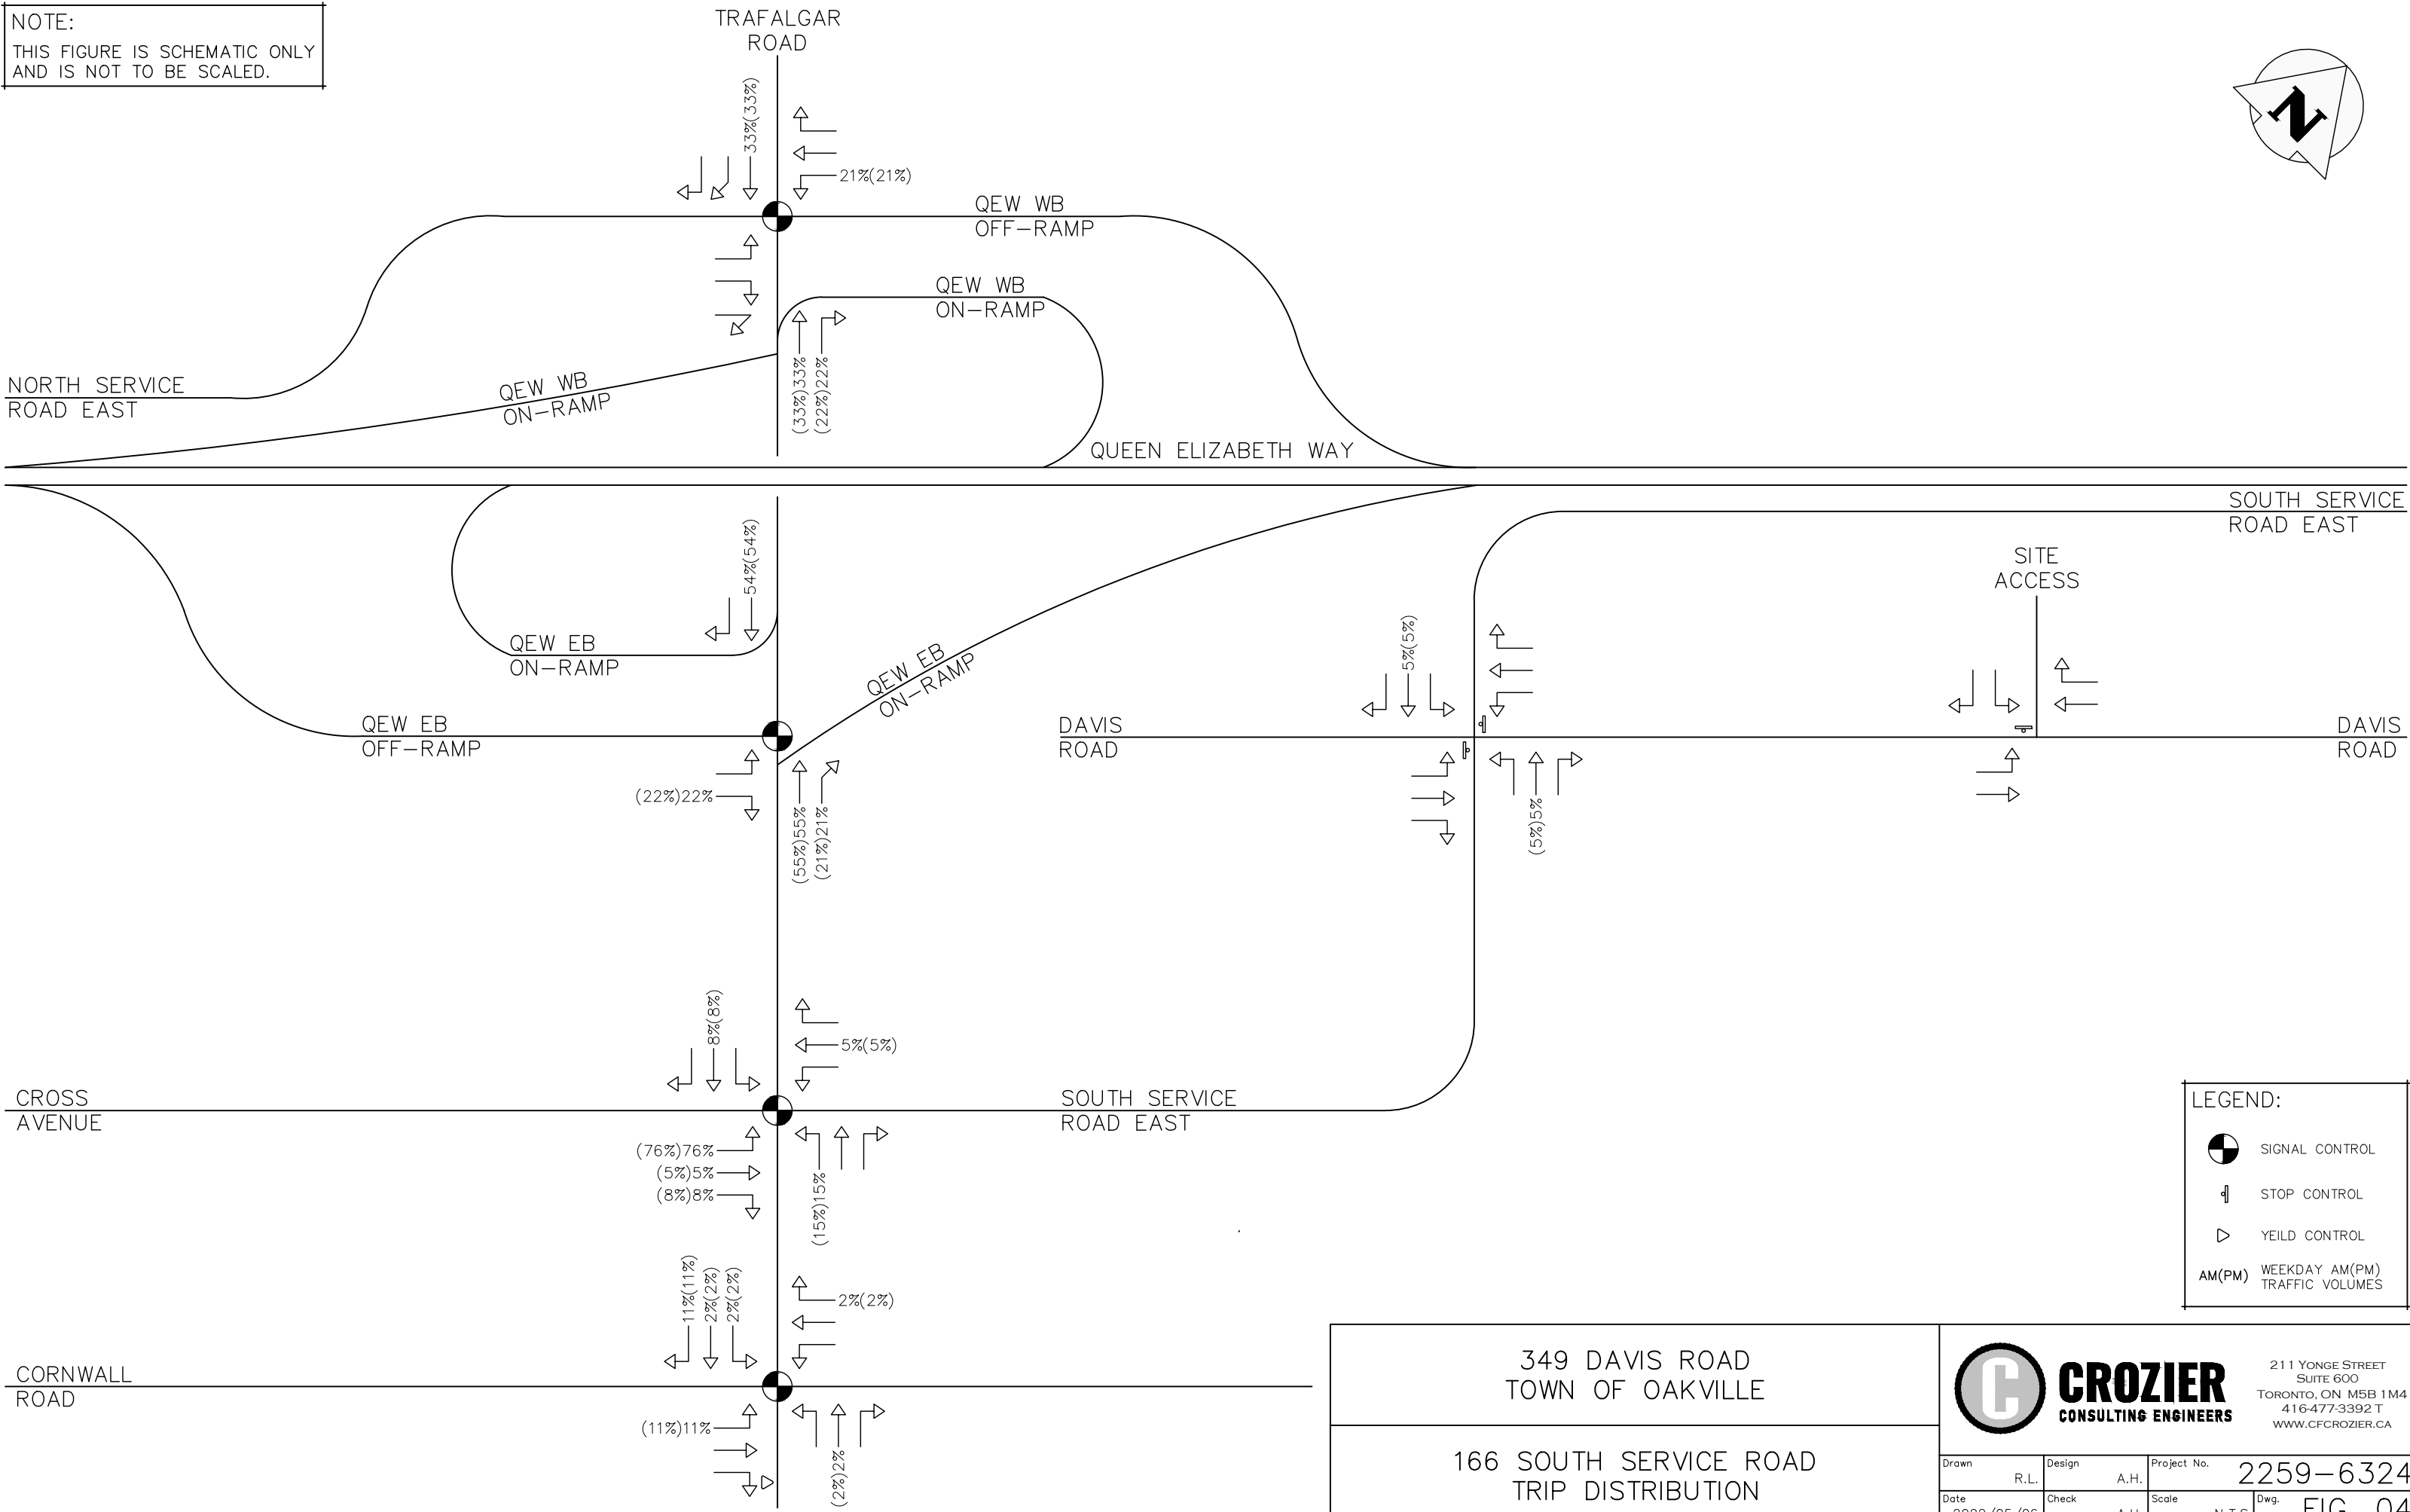 NOTE:
THIS FIGURE IS SCHEMATIC ONLY
AND IS NOT TO BE SCALED.
TRAFALGAR
ROAD
N
33%(33%)
21%(21%)
QEW WB
OFF-RAMP
QEW WB
ON-RAMP
(33%)33%
(22%)22%
NORTH SERVICE
ROAD EAST
QEW WB
ON-RAMP
QUEEN ELIZABETH WAY
SOUTH SERVICE
ROAD EAST
54%(54%)
QEW EB
ON-RAMP
QEW EB
ON-RAMP
SITE
ACCESS
5%(5%)
QEW EB
OFF-RAMP
DAVIS
ROAD
DAVIS
ROAD
(22%)22%
(55%)55%
(21%)21%
(5%)5%
8%(8%)
5%(5%)
CROSS
AVENUE
SOUTH SERVICE
ROAD EAST
(76%)76%
(5%)5%
(8%)8%
(15%)15%
11%(11%)
2%(2%)
2%(2%)
2%(2%)
CORNWALL
ROAD
(11%)11%
(2%)2%
LEGEND:
SIGNAL CONTROL
STOP CONTROL
YEILD CONTROL
AM(PM) WEEKDAY AM(PM)
TRAFFIC VOLUMES
349 DAVIS ROAD
TOWN OF OAKVILLE
166 SOUTH SERVICE ROAD
TRIP DISTRIBUTION
C
CROZIER
CONSULTING ENGINEERS
211 YONGE STREET
SUITE 600
TORONTO, ON M5B 1M4
416-477-3392 T
WWW.CFCROZIER.CA
Drawn R.L.
Design A.H.
Project No. 2259-6324
Date
Check
Scale
Dwg. FIG. 04